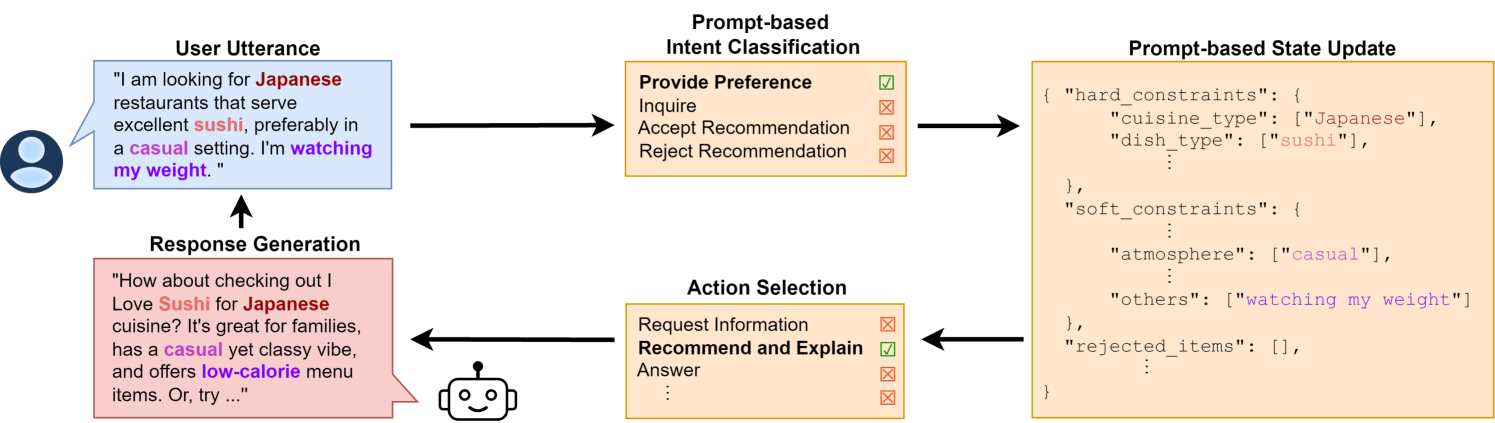 User Utterance
"I am looking for Japanese
restaurants that serve
excellent sushi, preferably in
a casual setting. I'm watching
my weight. "
Prompt-based
Intent Classification
Provide Preference ☑
Inquire ☒
Accept Recommendation ☒
Reject Recommendation ☒
Prompt-based State Update
{ "hard_constraints": {
"cuisine_type": ["Japanese"],
"dish_type": ["sushi"],
⋮
},
"soft_constraints": {
⋮
"atmosphere": ["casual"],
⋮
"others": ["watching my weight"]
},
"rejected_items": [],
⋮
}
Action Selection
Request Information ☒
Recommend and Explain ☑
Answer ☒
⋮ ☒
Response Generation
"How about checking out I
Love Sushi for Japanese
cuisine? It's great for families,
has a casual yet classy vibe,
and offers low-calorie menu
items. Or, try ..."